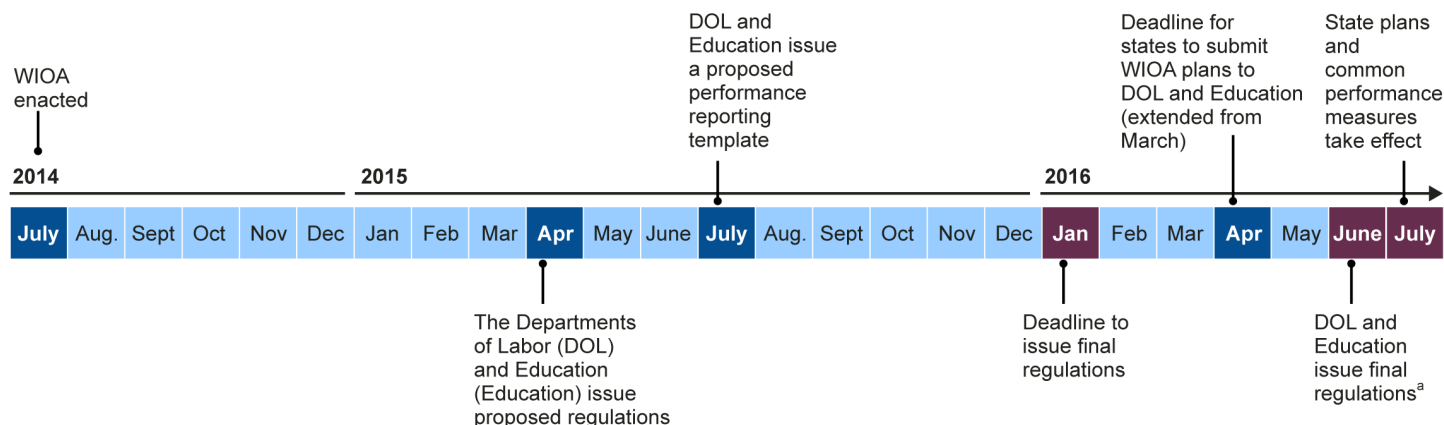 WIOA
enacted
DOL and
Education issue
a proposed
performance
reporting
template
Deadline for
states to submit
WIOA plans to
DOL and Education
(extended from
March)
State plans
and
common
performance
measures
take effect
2014
2015
2016
July Aug. Sept Oct Nov Dec Jan Feb Mar Apr May June July Aug. Sept Oct Nov Dec Jan Feb Mar Apr May June July
The Departments
of Labor (DOL)
and Education
(Education) issue
proposed regulations
Deadline to
issue final
regulations
DOL and
Education
issue final
regulationsᵃ